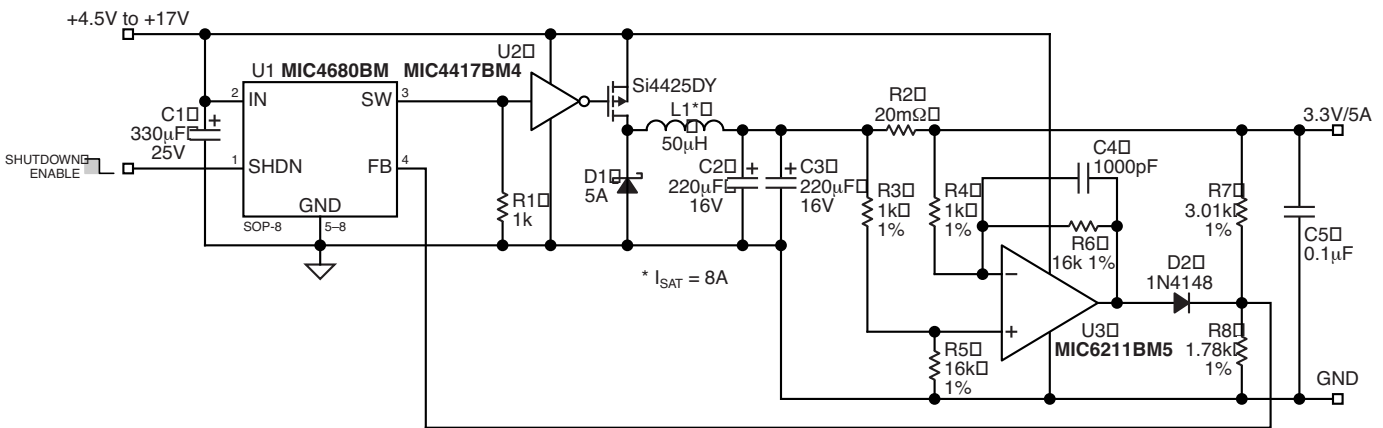 +4.5V to +17V
U2
U1 MIC4680BM MIC4417BM4
Si4425DY
2
IN
SW
3
C1
330µF
25V
+
L1*
50µH
R2
20mΩ
3.3V/5A
SHUTDOWN
ENABLE
1
SHDN
FB
4
GND
SOP-8
5–8
R1
1k
D1
5A
C2
220µF
16V
+
C3
220µF
16V
+
R3
1k
1%
R4
1k
1%
C4
1000pF
R6
16k 1%
R7
3.01k
1%
C5
0.1µF
* ISAT = 8A
–
+
D2
1N4148
U3
MIC6211BM5
R5
16k
1%
R8
1.78k
1%
GND